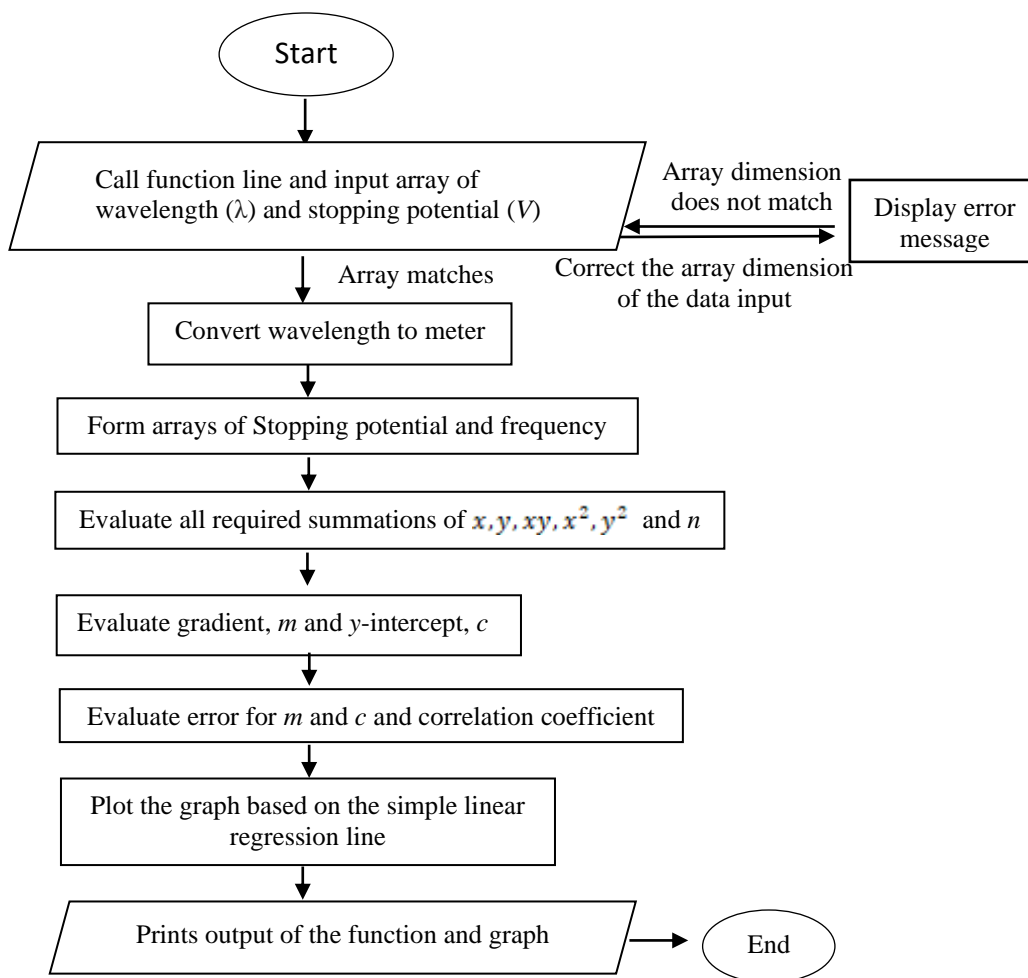 Start
Call function line and input array of
wavelength (λ) and stopping potential (V)
Array dimension
does not match
Display error
message
Correct the array dimension
of the data input
Array matches
Convert wavelength to meter
Form arrays of Stopping potential and frequency
Evaluate all required summations of x, y, xy, x², y² and n
Evaluate gradient, m and y-intercept, c
Evaluate error for m and c and correlation coefficient
Plot the graph based on the simple linear
regression line
Prints output of the function and graph
End